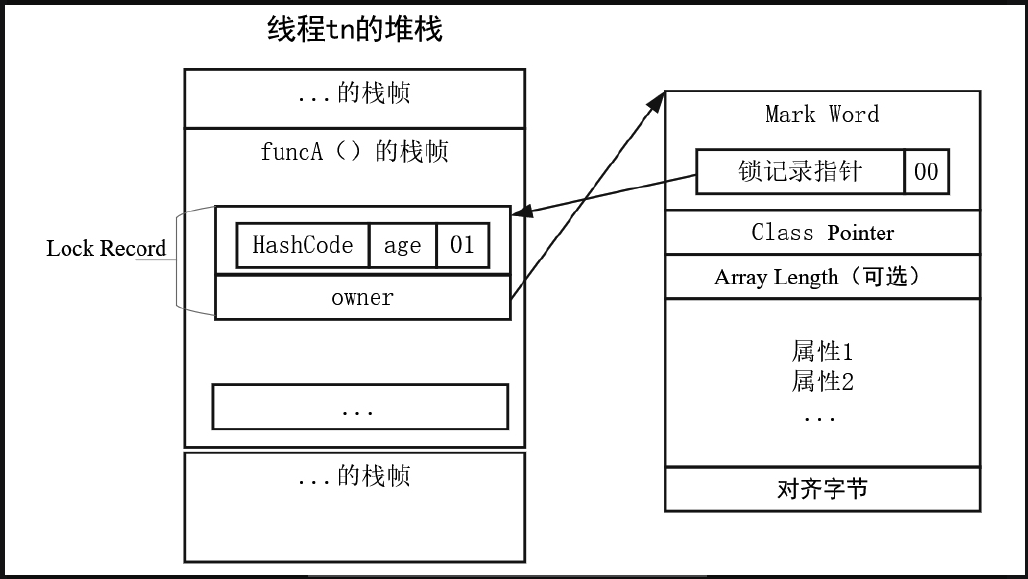 线程tn的堆栈
...的栈帧
funcA（）的栈帧
Lock Record
HashCode age 01
owner
...
...的栈帧
Mark Word
锁记录指针 00
Class Pointer
Array Length（可选）
属性1
属性2
...
对齐字节